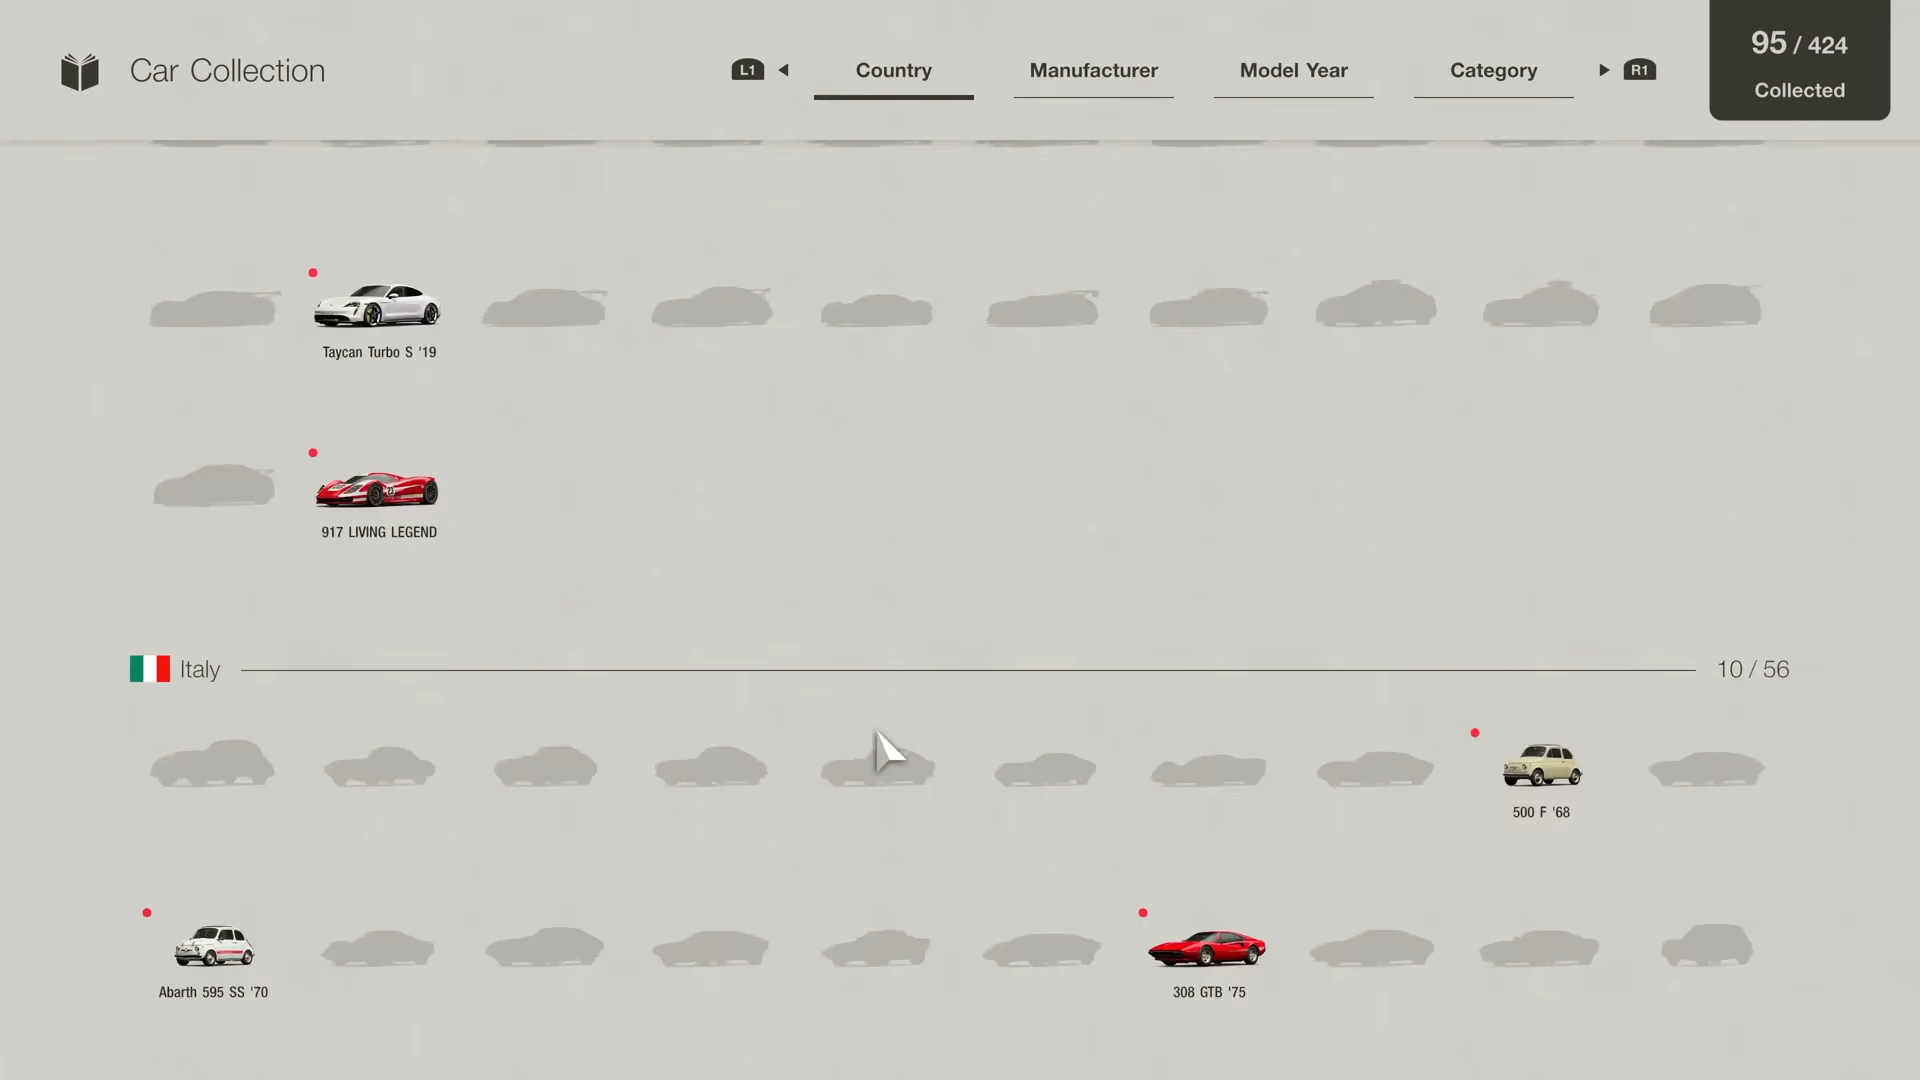 Car Collection
L1
Country
Manufacturer
Model Year
Category
R1
95 / 424
Collected
Taycan Turbo S '19
917 LIVING LEGEND
Italy
10 / 56
500 F '68
Abarth 595 SS '70
308 GTB '75